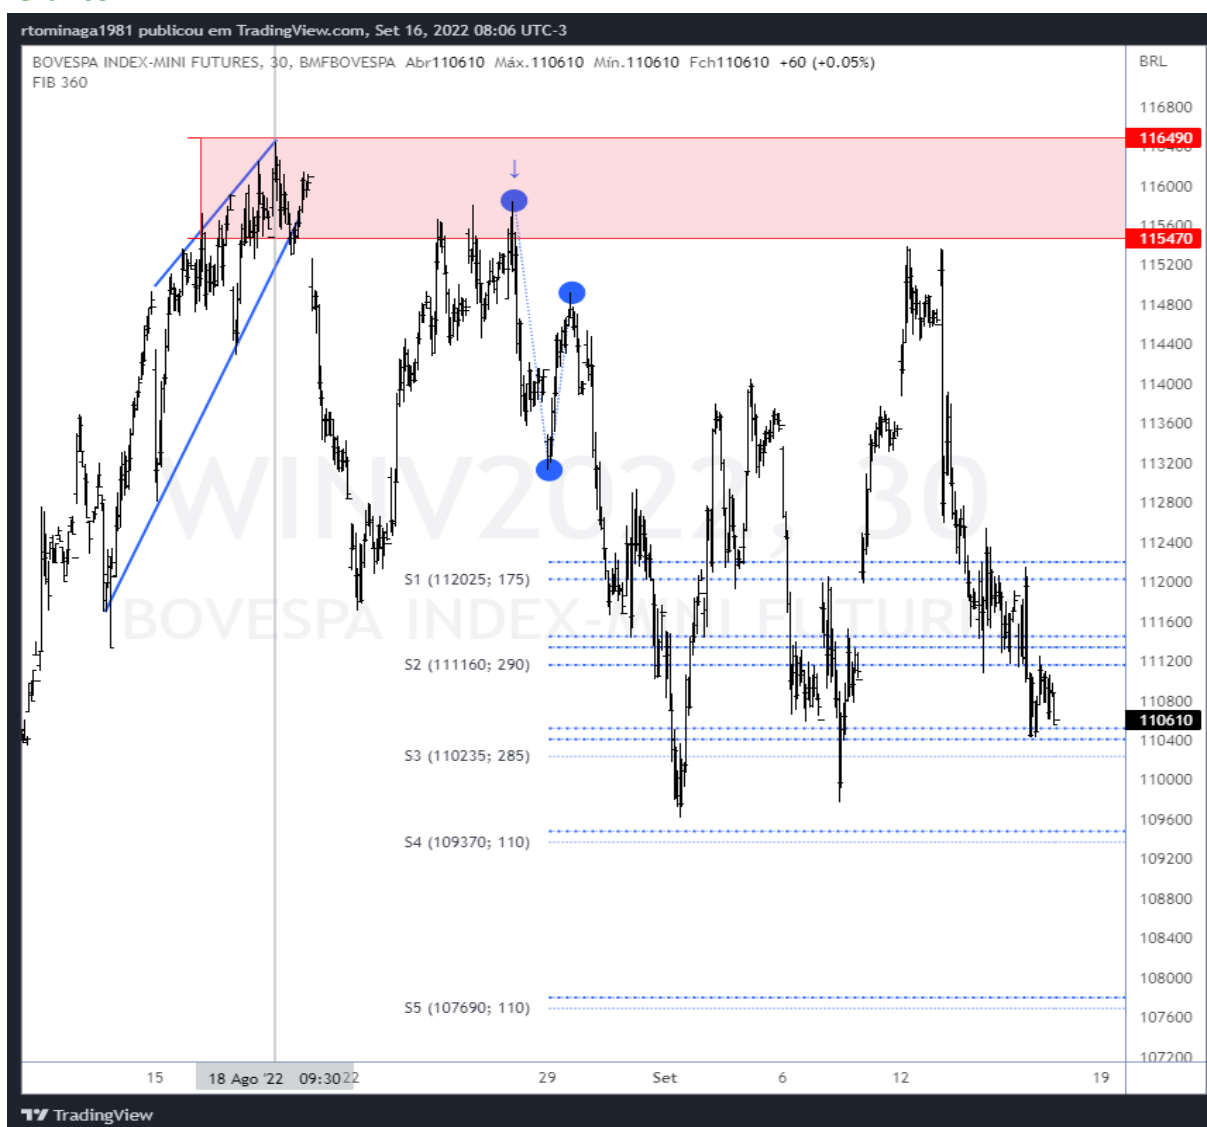 rtominaga1981 publicou em TradingView.com, Set 16, 2022 08:06 UTC-3
BOVESPA INDEX-MINI FUTURES, 30, BMFBOVESPA Abr110610 Máx.110610 Mín.110610 Fch110610 +60 (+0.05%)
BRL
FIB 360
116800
116490
116000
115600
115470
115200
114800
114400
114000
113600
113200
WINV2022, 30
112800
112400
S1 (112025; 175)
112000
BOVESPA INDEX-MINI FUTURES
111600
S2 (111160; 290)
111200
110800
110610
110400
S3 (110235; 285)
110000
109600
S4 (109370; 110)
109200
108800
108400
108000
S5 (107690; 110)
107600
107200
15
18 Ago '22 09:30
22
29
Set
6
12
19
TradingView